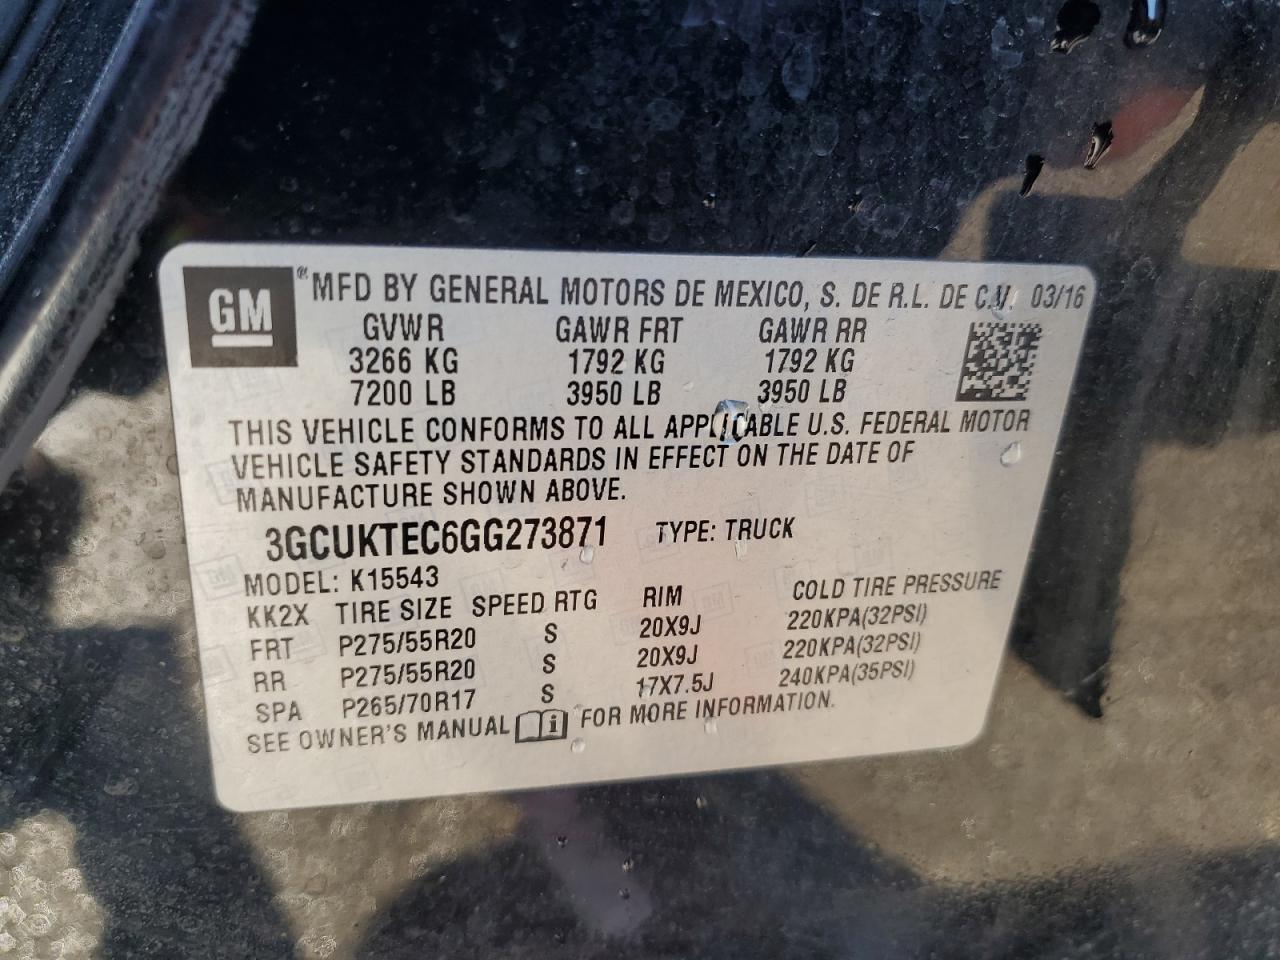 GM ® MFD BY GENERAL MOTORS DE MEXICO, S. DE R.L. DE C.V. 03/16
GVWR GAWR FRT GAWR RR
3266 KG 1792 KG 1792 KG
7200 LB 3950 LB 3950 LB
THIS VEHICLE CONFORMS TO ALL APPLICABLE U.S. FEDERAL MOTOR
VEHICLE SAFETY STANDARDS IN EFFECT ON THE DATE OF
MANUFACTURE SHOWN ABOVE.
3GCUKTEC6GG273871 TYPE: TRUCK
MODEL: K15543
KK2X TIRE SIZE SPEED RTG RIM COLD TIRE PRESSURE
FRT P275/55R20 S 20X9J 220KPA(32PSI)
RR P275/55R20 S 20X9J 220KPA(32PSI)
SPA P265/70R17 S 17X7.5J 240KPA(35PSI)
SEE OWNER'S MANUAL i FOR MORE INFORMATION.